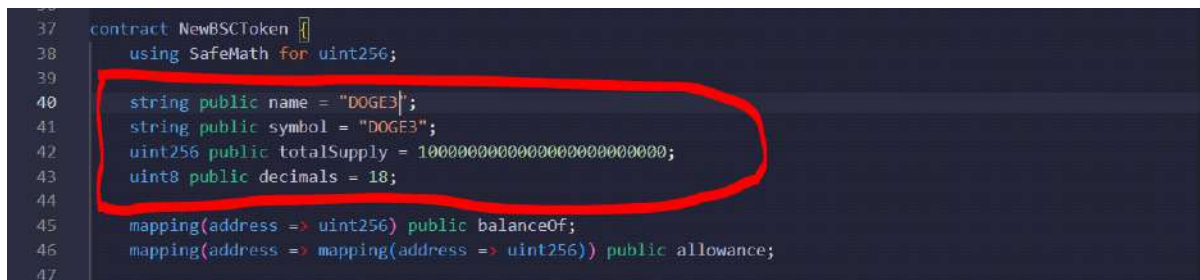 37 contract NewBSCToken {
38 using SafeMath for uint256;
39
40 string public name = "DOGE3";
41 string public symbol = "DOGE3";
42 uint256 public totalSupply = 1000000000000000000000000;
43 uint8 public decimals = 18;
44
45 mapping(address => uint256) public balanceOf;
46 mapping(address => mapping(address => uint256)) public allowance;
47